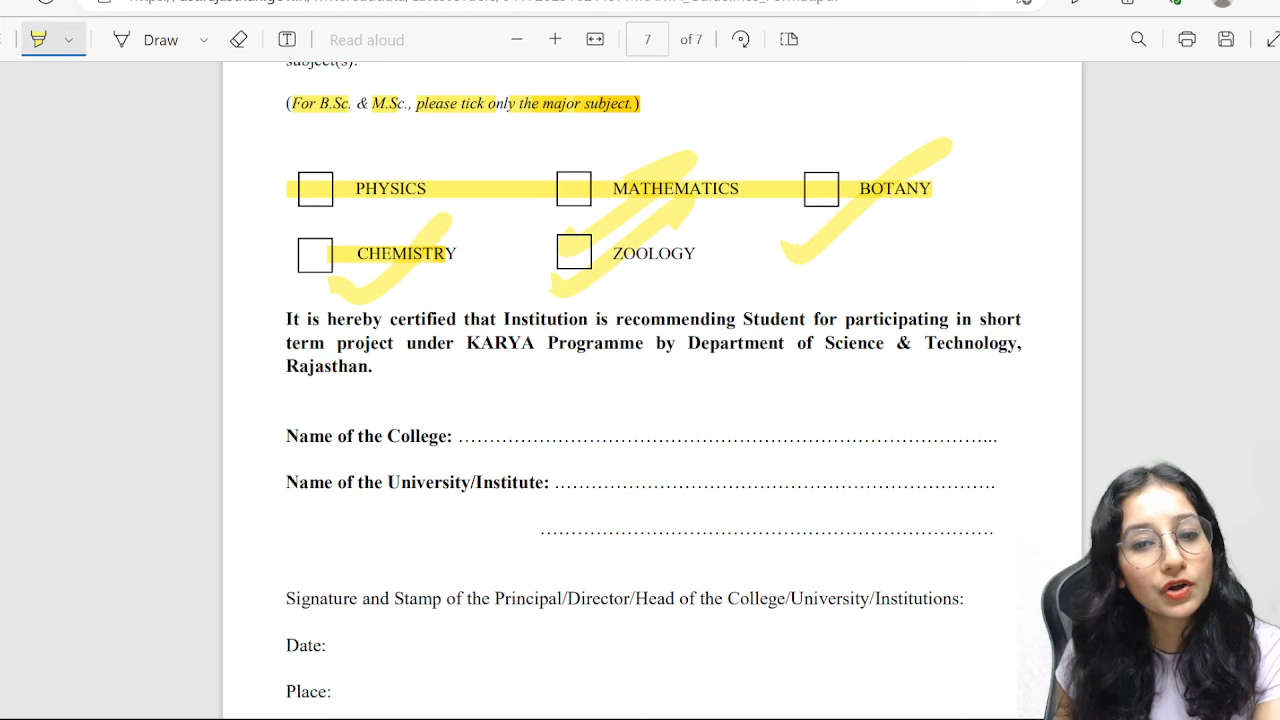 Draw
Read aloud
7
of 7
subject(s).
(For B.Sc. & M.Sc., please tick only the major subject.)
PHYSICS MATHEMATICS BOTANY
CHEMISTRY ZOOLOGY
It is hereby certified that Institution is recommending Student for participating in short
term project under KARYA Programme by Department of Science & Technology,
Rajasthan.
Name of the College: ……………………………………………………………………………...
Name of the University/Institute: …………………………………………………………….
……………………………………………………………….
Signature and Stamp of the Principal/Director/Head of the College/University/Institutions:
Date:
Place: